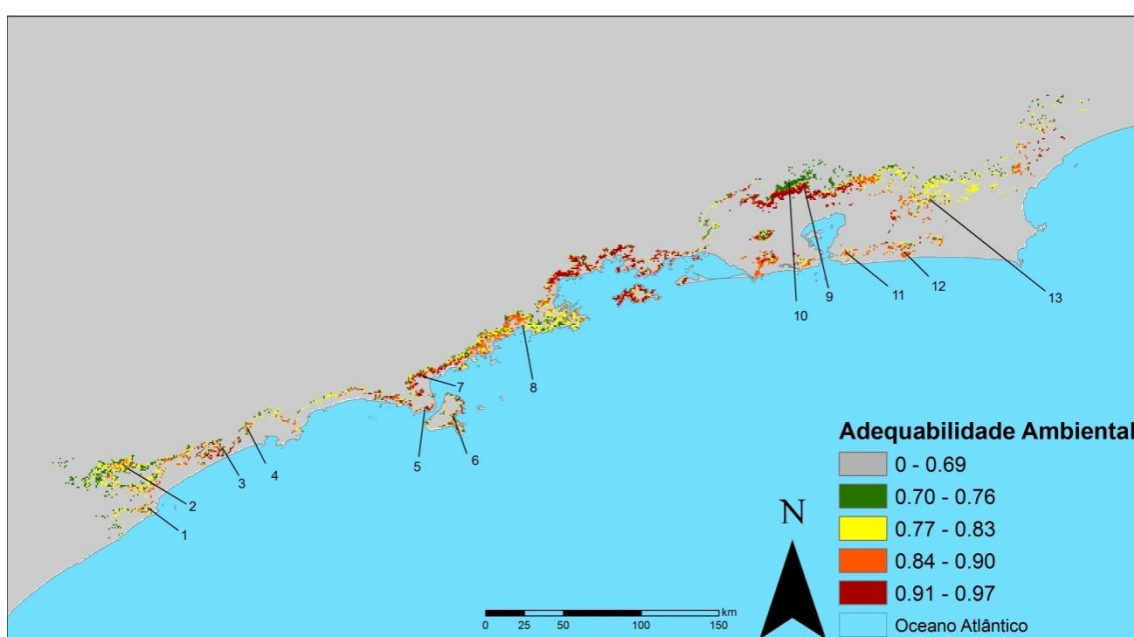 13
12
11
9
10
8
7
6
5
4
3
2
1
Adequabilidade Ambiental
0 - 0.69
0.70 - 0.76
0.77 - 0.83
0.84 - 0.90
0.91 - 0.97
Oceano Atlântico
N
km
0 25 50 100 150